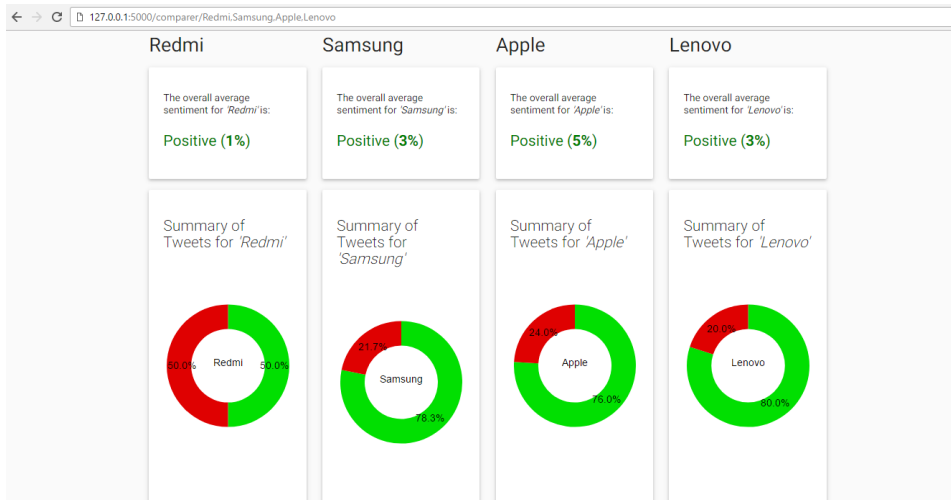 127.0.0.1:5000/comparer/Redmi,Samsung,Apple,Lenovo
Redmi
The overall average
sentiment for 'Redmi' is:
Positive (1%)
Summary of
Tweets for 'Redmi'
50.0%
Redmi
50.0%
Samsung
The overall average
sentiment for 'Samsung' is:
Positive (3%)
Summary of
Tweets for
'Samsung'
21.7%
Samsung
78.3%
Apple
The overall average
sentiment for 'Apple' is:
Positive (5%)
Summary of
Tweets for 'Apple'
24.0%
Apple
76.0%
Lenovo
The overall average
sentiment for 'Lenovo' is:
Positive (3%)
Summary of
Tweets for 'Lenovo'
20.0%
Lenovo
80.0%